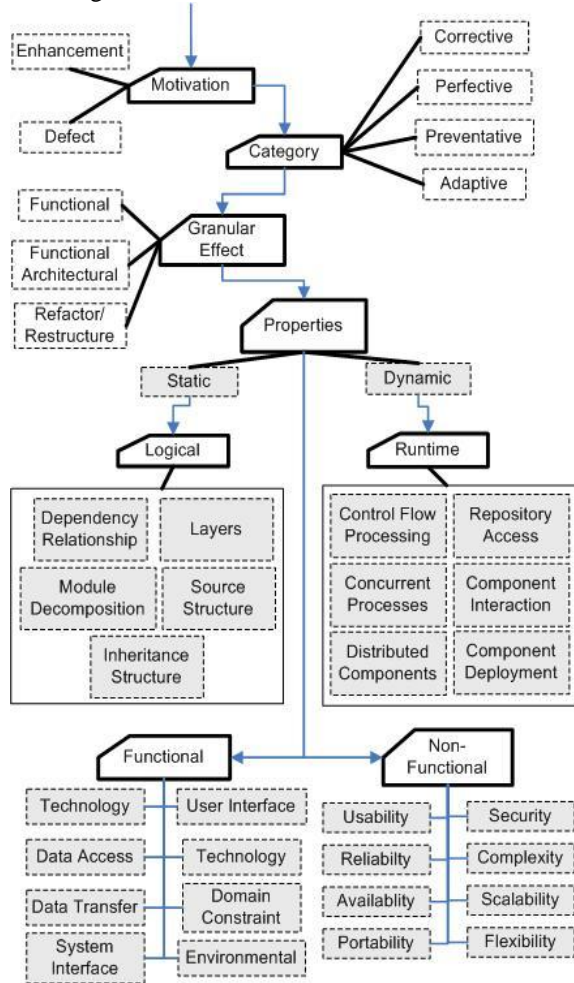 Enhancement
Corrective
Motivation
Perfective
Defect
Category
Preventative
Adaptive
Functional
Granular
Effect
Functional
Architectural
Refactor/
Restructure
Properties
Static
Dynamic
Logical
Runtime
Dependency
Relationship
Layers
Module
Decomposition
Source
Structure
Inheritance
Structure
Control Flow
Processing
Repository
Access
Concurrent
Processes
Component
Interaction
Distributed
Components
Component
Deployment
Functional
Non-
Functional
Technology
User Interface
Data Access
Technology
Data Transfer
Domain
Constraint
System
Interface
Environmental
Usability
Security
Reliabilty
Complexity
Availablity
Scalability
Portability
Flexibility